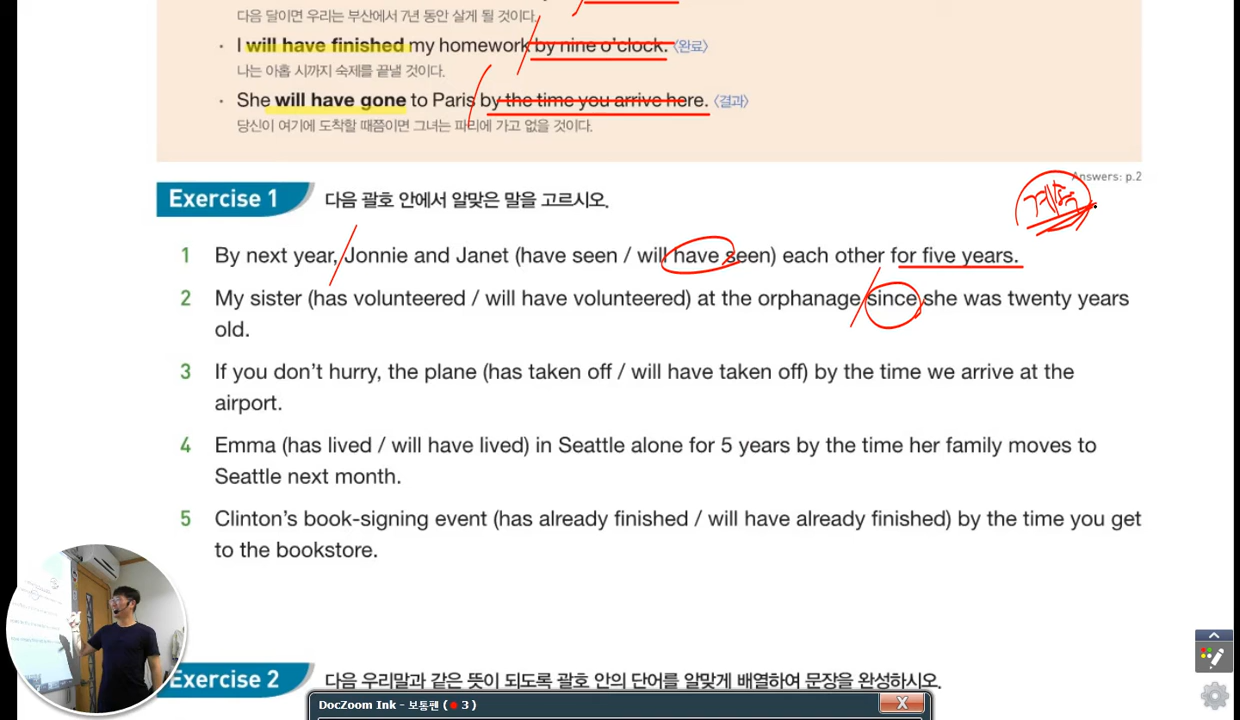 다음 달이면 우리는 부산에서 7년 동안 살게 될 것이다.
· I will have finished my homework by nine o'clock. 〈완료〉
나는 아홉 시까지 숙제를 끝낼 것이다.
· She will have gone to Paris by the time you arrive here. 〈결과〉
당신이 여기에 도착할 때쯤이면 그녀는 파리에 가고 없을 것이다.
Answers: p.2
Exercise 1 다음 괄호 안에서 알맞은 말을 고르시오.
계속
1 By next year, Jonnie and Janet (have seen / will have seen) each other for five years.
2 My sister (has volunteered / will have volunteered) at the orphanage since she was twenty years
old.
3 If you don't hurry, the plane (has taken off / will have taken off) by the time we arrive at the
airport.
4 Emma (has lived / will have lived) in Seattle alone for 5 years by the time her family moves to
Seattle next month.
5 Clinton's book-signing event (has already finished / will have already finished) by the time you get
to the bookstore.
Exercise 2 다음 우리말과 같은 뜻이 되도록 괄호 안의 단어를 알맞게 배열하여 문장을 완성하시오.
DocZoom Ink - 보통펜 ( 3 )